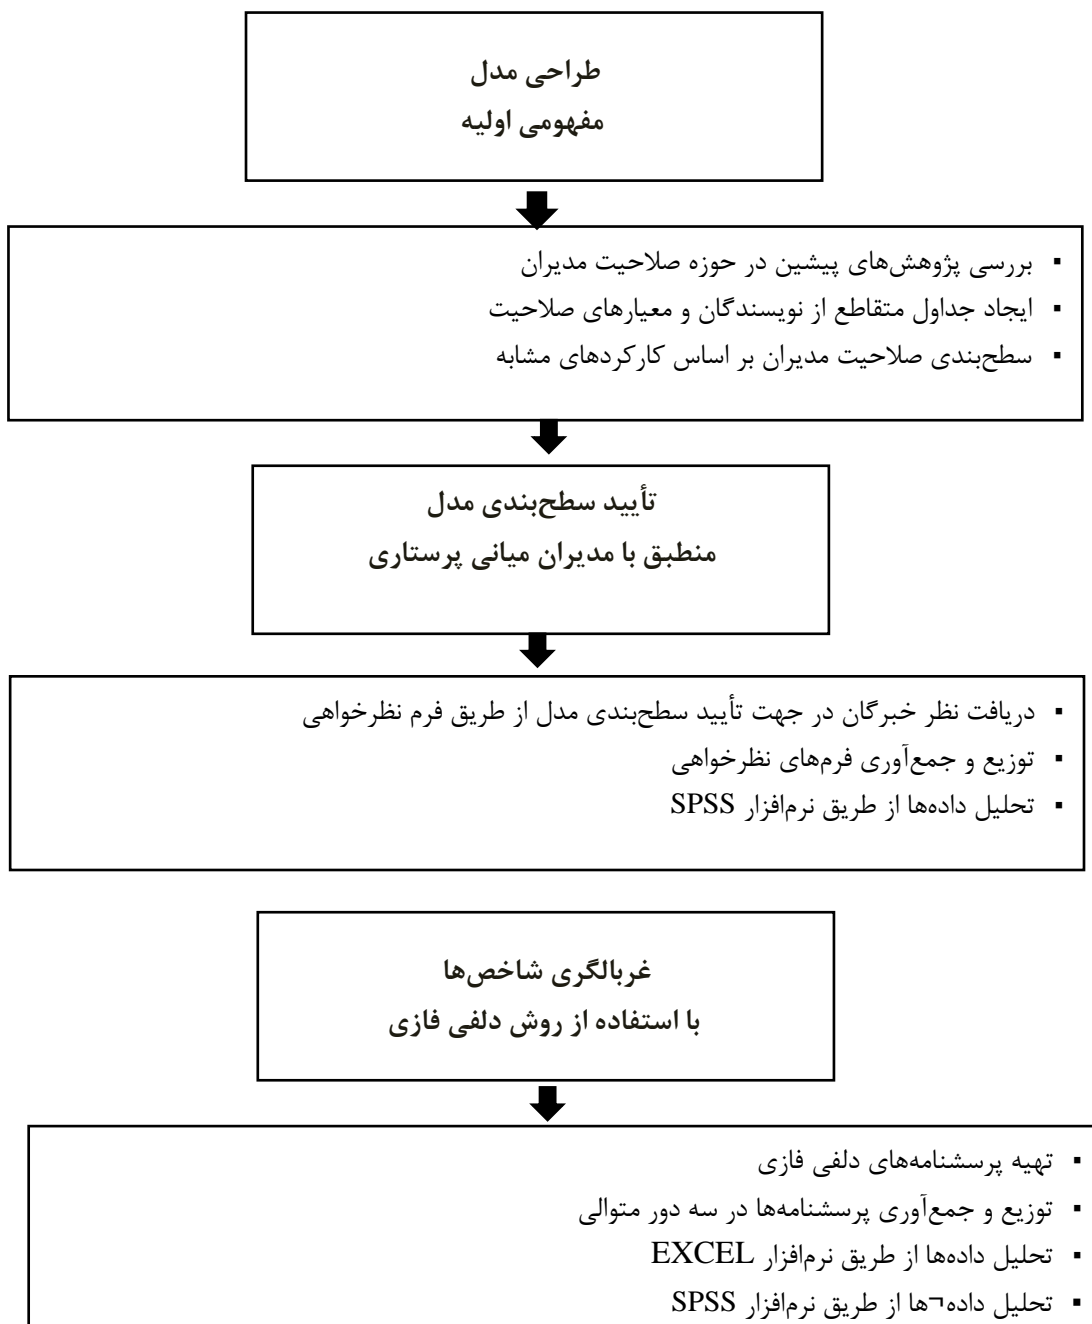 طراحی مدل
مفهومی اولیه
▪ بررسی پژوهش‌های پیشین در حوزه صلاحیت مدیران
▪ ایجاد جداول متقاطع از نویسندگان و معیارهای صلاحیت
▪ سطح‌بندی صلاحیت مدیران بر اساس کارکردهای مشابه
تأیید سطح‌بندی مدل
منطبق با مدیران میانی پرستاری
▪ دریافت نظر خبرگان در جهت تأیید سطح‌بندی مدل از طریق فرم نظرخواهی
▪ توزیع و جمع‌آوری فرم‌های نظرخواهی
▪ تحلیل داده‌ها از طریق نرم‌افزار SPSS
غربالگری شاخص‌ها
با استفاده از روش دلفی فازی
▪ تهیه پرسشنامه‌های دلفی فازی
▪ توزیع و جمع‌آوری پرسشنامه‌ها در سه دور متوالی
▪ تحلیل داده‌ها از طریق نرم‌افزار EXCEL
▪ تحلیل داده¬ها از طریق نرم‌افزار SPSS